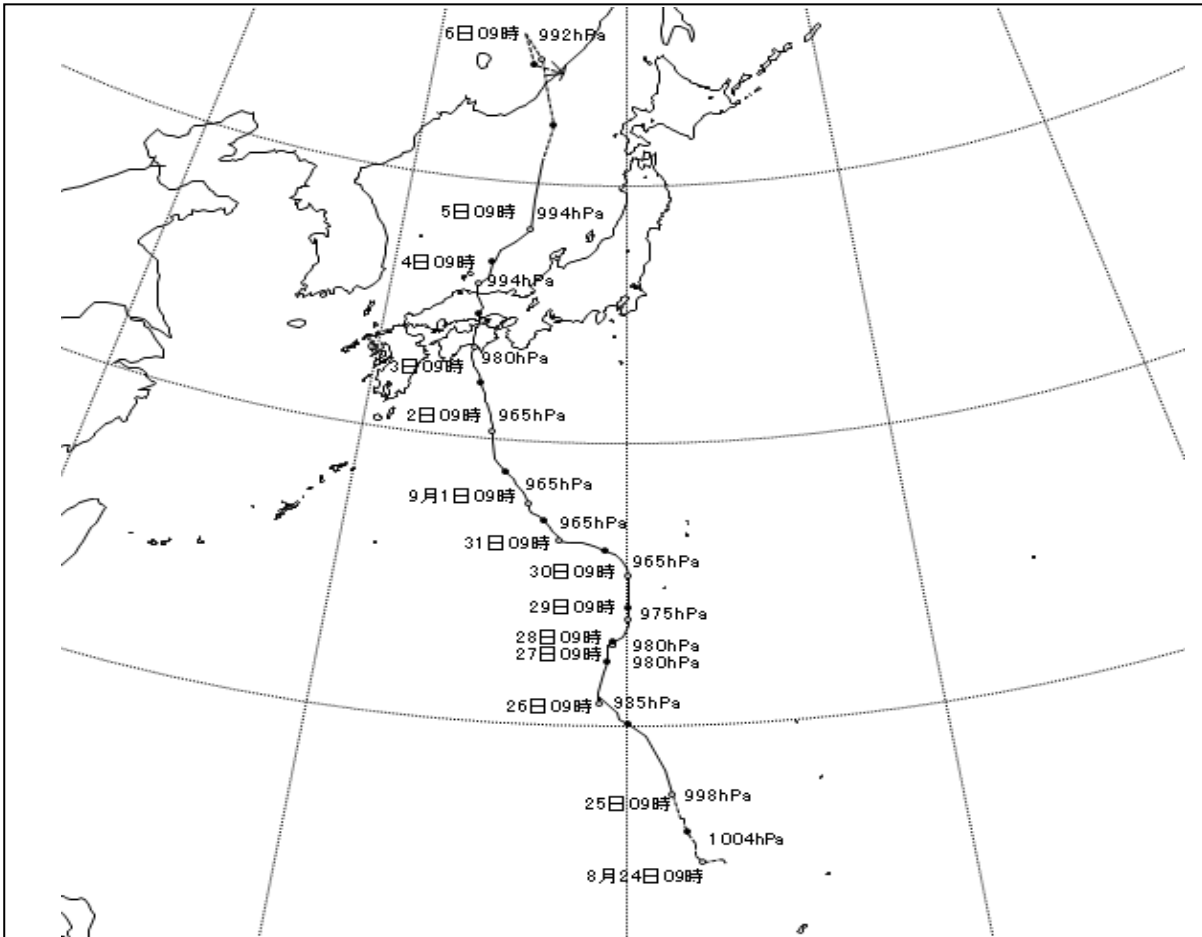 6日09時 992hPa
5日09時 994hPa
4日09時 994hPa
3日09時 980hPa
2日09時 965hPa
9月1日09時 965hPa
31日09時 965hPa
30日09時 965hPa
29日09時 975hPa
28日09時 980hPa
27日09時 980hPa
26日09時 985hPa
25日09時 998hPa
8月24日09時 1004hPa